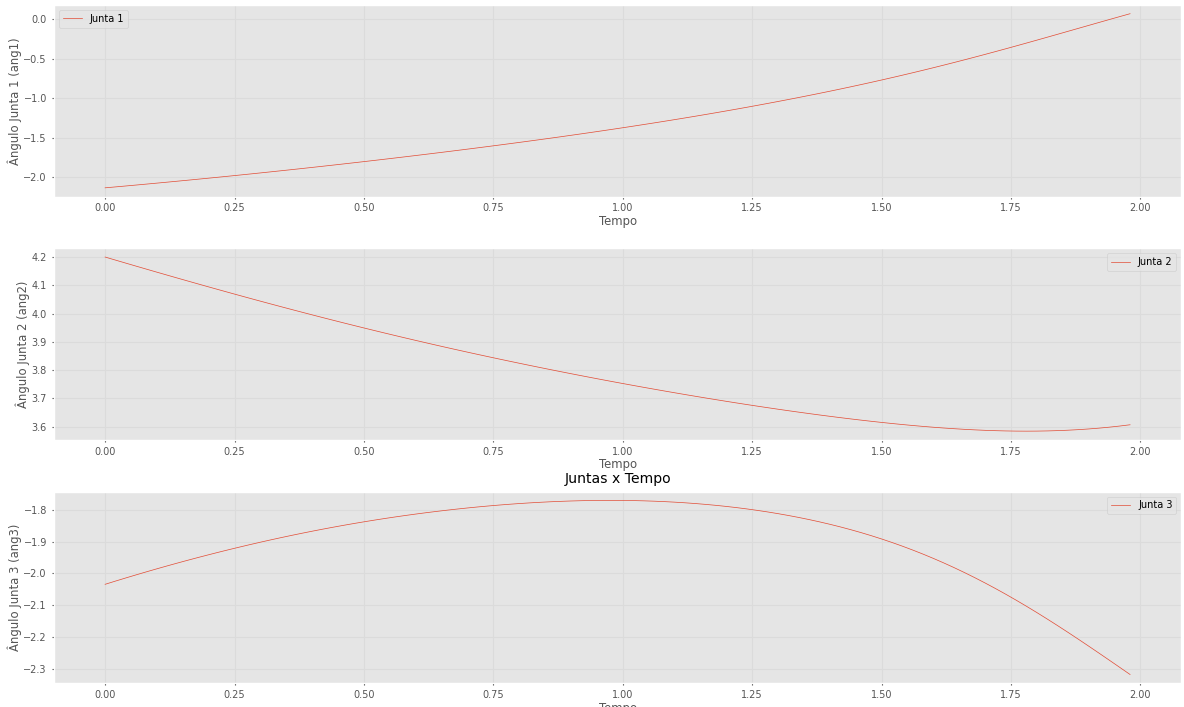 Junta 1
Ângulo Junta 1 (ang1)
0.0
−0.5
−1.0
−1.5
−2.0
0.00 0.25 0.50 0.75 1.00 1.25 1.50 1.75 2.00
Tempo
Junta 2
Ângulo Junta 2 (ang2)
4.2
4.1
4.0
3.9
3.8
3.7
3.6
0.00 0.25 0.50 0.75 1.00 1.25 1.50 1.75 2.00
Tempo
Juntas x Tempo
Junta 3
Ângulo Junta 3 (ang3)
−1.8
−1.9
−2.0
−2.1
−2.2
−2.3
0.00 0.25 0.50 0.75 1.00 1.25 1.50 1.75 2.00
Tempo